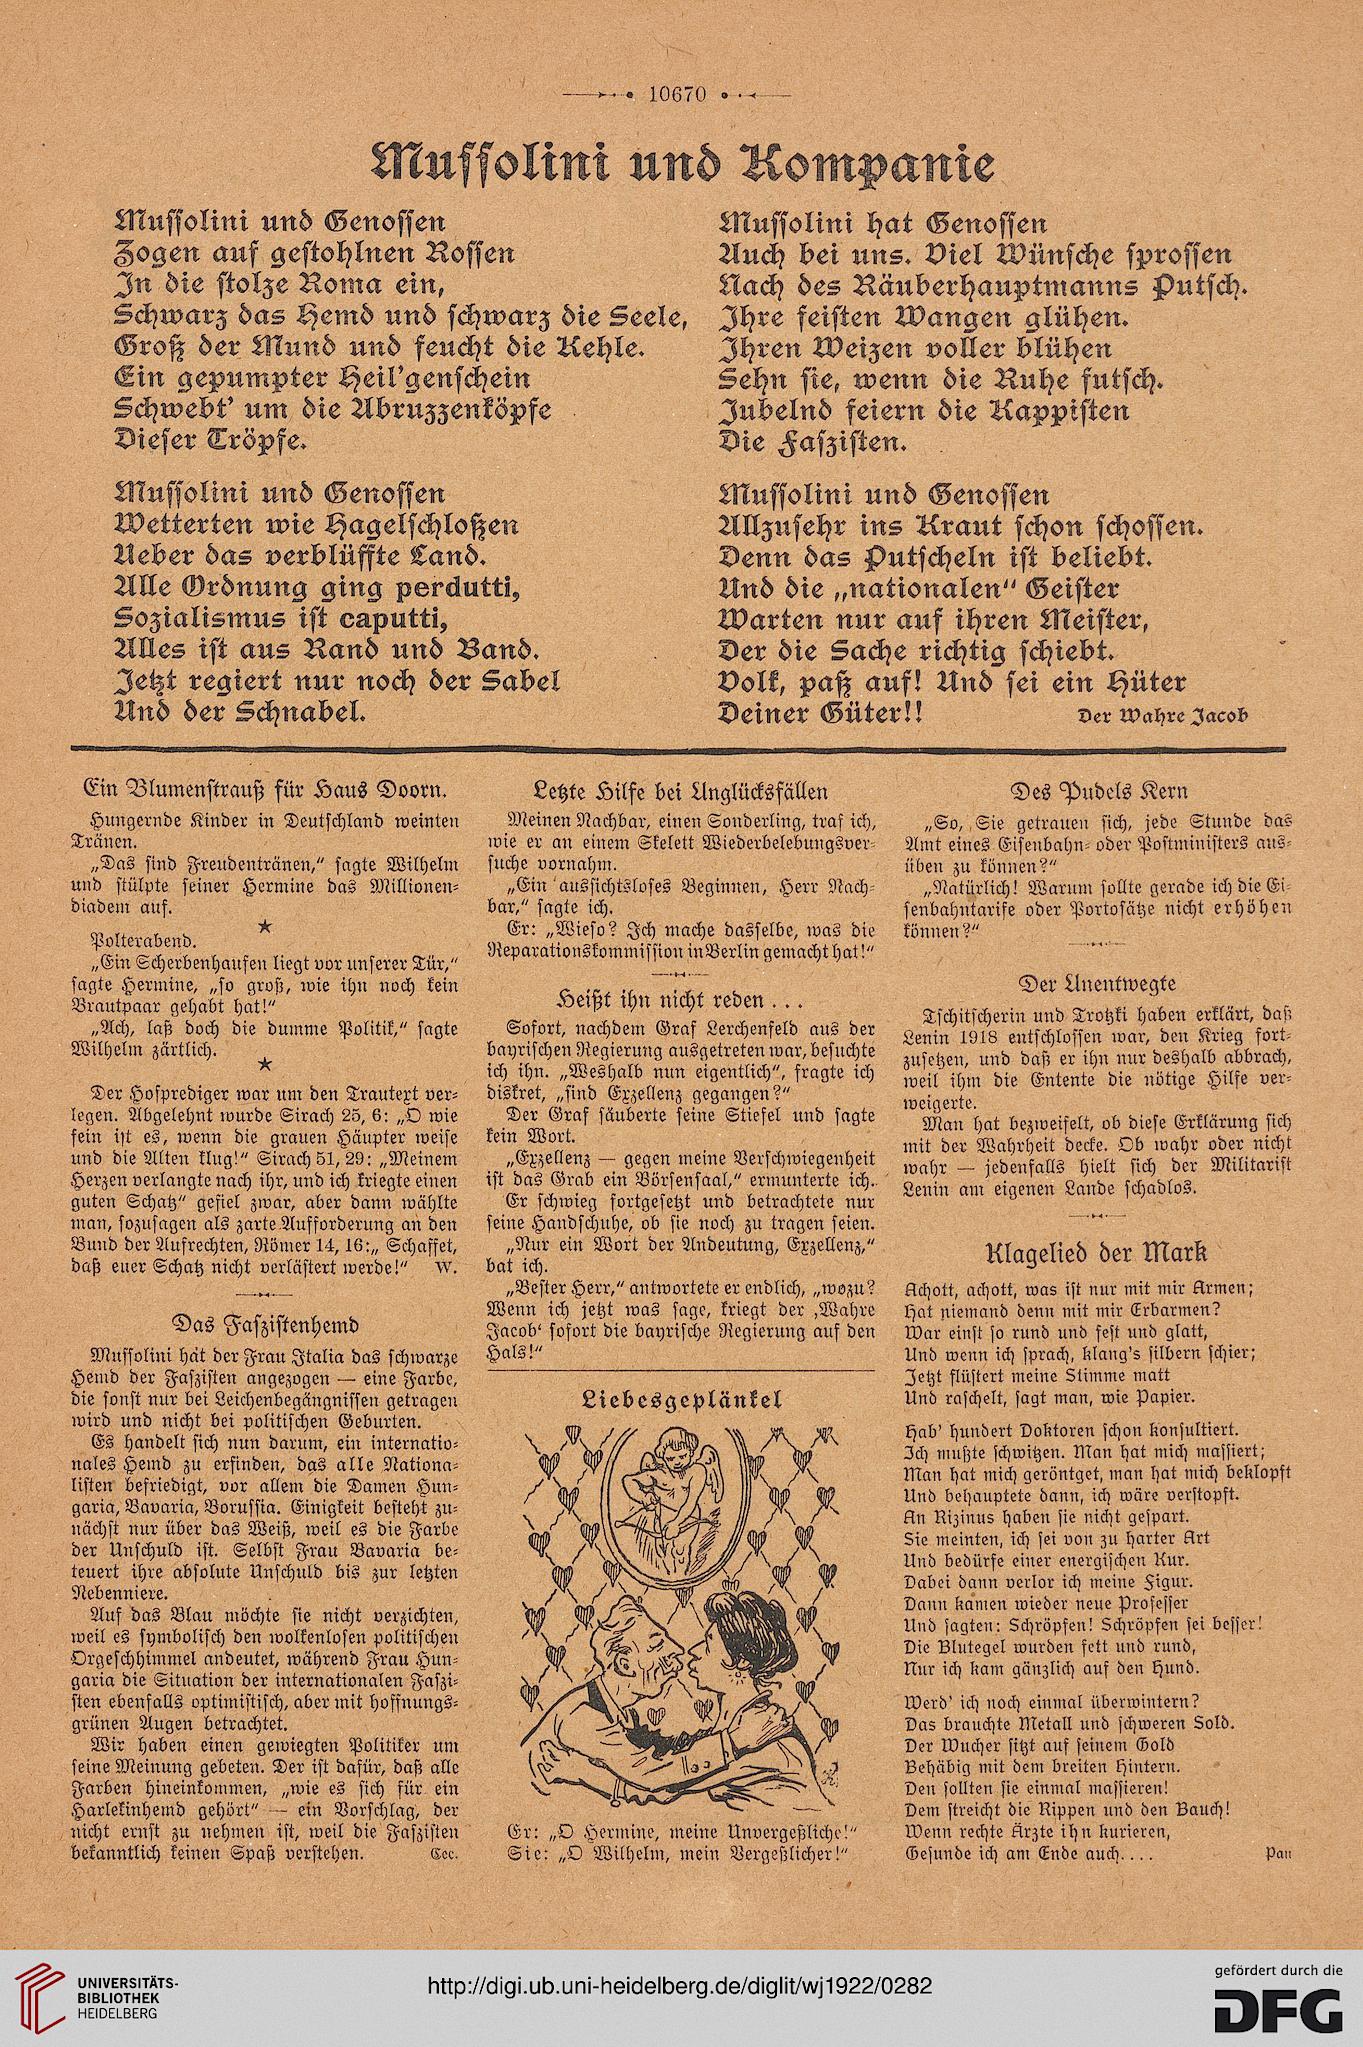 10670
Mussolini und Kompanie
Mussolini und Genossen
Zogen auf gestohlnen Rossen
In die stolze Roma ein,
Schwarz das Hemd und schwarz die Seele,
Groß der Mund und feucht die Kehle.
Ein gepumpter Heil'genschein
Schwebt' um die Abruzzenköpfe
Dieser Tröpfe.
Mussolini und Genossen
Wetterten wie Hagelschloßen
Ueber das verblüffte Land.
Alle Ordnung ging perdutti,
Sozialismus ist caputti,
Alles ist aus Rand und Band.
Jetzt regiert nur noch der Sabel
Und der Schnabel.
Mussolini hat Genossen
Auch bei uns. Viel Wünsche sprossen
Nach des Räuberhauptmanns Putsch.
Ihre feisten Wangen glühen.
Ihren Weizen voller blühen
Sehn sie, wenn die Ruhe futsch.
Jubelnd feiern die Kappisten
Die Faszisten.
Mussolini und Genossen
Allzusehr ins Kraut schon schossen.
Denn das Putscheln ist beliebt.
Und die „nationalen“ Geister
Warten nur auf ihren Meister,
Der die Sache richtig schiebt.
Volk, paß auf! Und sei ein Hüter
Deiner Güter!!
Der Wahre Jacob
Ein Blumenstrauß für Haus Doorn.
Hungernde Kinder in Deutschland weinten
Tränen.
„Das sind Freudentränen,“ sagte Wilhelm
und stülpte seiner Hermine das Millionen-
diadem auf.
★
Polterabend.
„Ein Scherbenhaufen liegt vor unserer Tür,“
sagte Hermine, „so groß, wie ihn noch kein
Brautpaar gehabt hat!“
„Ach, laß doch die dumme Politik,“ sagte
Wilhelm zärtlich.
★
Der Hofprediger war um den Trautext ver-
legen. Abgelehnt wurde Sirach 25, 6: „O wie
fein ist es, wenn die grauen Häupter weise
und die Alten klug!“ Sirach 51, 29: „Meinem
Herzen verlangte nach ihr, und ich kriegte einen
guten Schatz“ gefiel zwar, aber dann wählte
man, sozusagen als zarte Aufforderung an den
Bund der Aufrechten, Römer 14, 16: „Schaffet,
daß euer Schatz nicht verlästert werde!“ W.
Das Faszistenhemd
Mussolini hat der Frau Italia das schwarze
Hemd der Faszisten angezogen — eine Farbe,
die sonst nur bei Leichenbegängnissen getragen
wird und nicht bei politischen Geburten.
Es handelt sich nun darum, ein internatio-
nales Hemd zu erfinden, das alle Nationa-
listen befriedigt, vor allem die Damen Hun-
garia, Bavaria, Borussia. Einigkeit besteht zu-
nächst nur über das Weiß, weil es die Farbe
der Unschuld ist. Selbst Frau Bavaria be-
teuert ihre absolute Unschuld bis zur letzten
Nebenniere.
Auf das Blau möchte sie nicht verzichten,
weil es symbolisch den wolkenlosen politischen
Orgeschhimmel andeutet, während Frau Hun-
garia die Situation der internationalen Faszi-
sten ebenfalls optimistisch, aber mit hoffnungs-
grünen Augen betrachtet.
Wir haben einen gewiegten Politiker um
seine Meinung gebeten. Der ist dafür, daß alle
Farben hineinkommen, „wie es sich für ein
Harlekinhemd gehört“ — ein Vorschlag, der
nicht ernst zu nehmen ist, weil die Faszisten
bekanntlich keinen Spaß verstehen. Tec.
Letzte Hilfe bei Unglücksfällen
Meinen Nachbar, einen Sonderling, traf ich,
wie er an einem Skelett Wiederbelebungsver-
suche vornahm.
„Ein aussichtsloses Beginnen, Herr Nach-
bar,“ sagte ich.
Er: „Wieso? Ich mache dasselbe, was die
Reparationskommission in Berlin gemacht hat!“
Heißt ihn nicht reden ...
Sofort, nachdem Graf Lerchenfeld aus der
bayrischen Regierung ausgetreten war, besuchte
ich ihn. „Weshalb nun eigentlich“, fragte ich
diskret, „sind Exzellenz gegangen?“
Der Graf säuberte seine Stiefel und sagte
kein Wort.
„Exzellenz — gegen meine Verschwiegenheit
ist das Grab ein Börsensaal,“ ermunterte ich.
Er schwieg fortgesetzt und betrachtete nur
seine Handschuhe, ob sie noch zu tragen seien.
„Nur ein Wort der Andeutung, Exzellenz,“
bat ich.
„Bester Herr,“ antwortete er endlich, „wozu?
Wenn ich jetzt was sage, kriegt der ‚Wahre
Jacob‘ sofort die bayrische Regierung auf den
Hals!“
Liebesgeplänkel
Er: „O Hermine, meine Unvergeßliche!“
Sie: „O Wilhelm, mein Vergeßlicher!“
Des Pudels Kern
„So, Sie getrauen sich, jede Stunde das
Amt eines Eisenbahn- oder Postministers aus-
üben zu können?“
„Natürlich! Warum sollte gerade ich die Ei-
senbahntarife oder Portosätze nicht erhöhen
können?“
Der Unentwegte
Tschitscherin und Trotzki haben erklärt, daß
Lenin 1918 entschlossen war, den Krieg fort-
zusetzen, und daß er ihn nur deshalb abbrach,
weil ihm die Entente die nötige Hilfe ver-
weigerte.
Man hat bezweifelt, ob diese Erklärung sich
mit der Wahrheit decke. Ob wahr oder nicht
wahr — jedenfalls hielt sich der Militarist
Lenin am eigenen Lande schadlos.
Klagelied der Mark
Achott, achott, was ist nur mit mir Armen;
Hat niemand denn mit mir Erbarmen?
War einst so rund und fest und glatt,
Und wenn ich sprach, klang's silbern schier;
Jetzt flüstert meine Stimme matt
Und raschelt, sagt man, wie Papier.
Hab' hundert Doktoren schon konsultiert.
Ich mußte schwitzen. Man hat mich massiert;
Man hat mich geröntget, man hat mich beklopft
Und behauptete dann, ich wäre verstopft.
An Rizinus haben sie nicht gespart.
Sie meinten, ich sei von zu harter Art
Und bedürfe einer energischen Kur.
Dabei dann verlor ich meine Figur.
Dann kamen wieder neue Professer
Und sagten: Schröpfen! Schröpfen sei besser!
Die Blutegel wurden fett und rund,
Nur ich kam gänzlich auf den Hund.
Werd' ich noch einmal überwintern?
Das brauchte Metall und schweren Sold.
Der Wucher sitzt auf seinem Gold
Behäbig mit dem breiten Hintern.
Den sollten sie einmal massieren!
Dem streicht die Rippen und den Bauch!
Wenn rechte Ärzte ihn kurieren,
Gesunde ich am Ende auch....
Pan
UNIVERSITÄTS-
BIBLIOTHEK
HEIDELBERG
http://digi.ub.uni-heidelberg.de/diglit/wj1922/0282
gefördert durch die
DFG